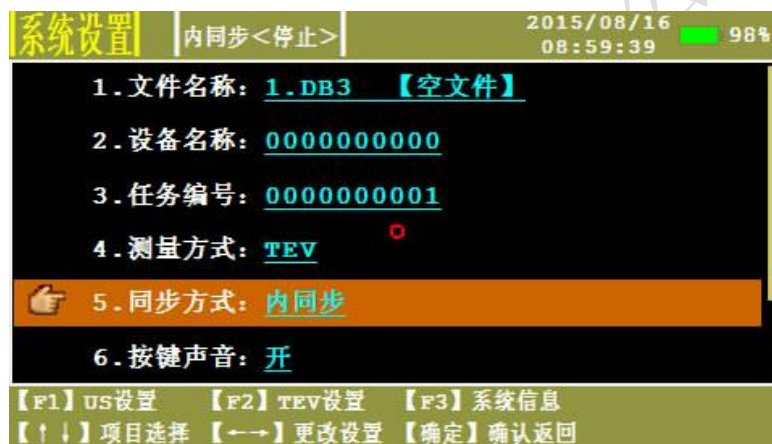 系统设置 内同步<停止> 2015/08/16 98%
08:59:39
1.文件名称：1.DB3 【空文件】
2.设备名称：0000000000
3.任务编号：0000000001
4.测量方式：TEV
5.同步方式：内同步
6.按键声音：开
【F1】US设置 【F2】TEV设置 【F3】系统信息
【↑↓】项目选择 【←→】更改设置 【确定】确认返回